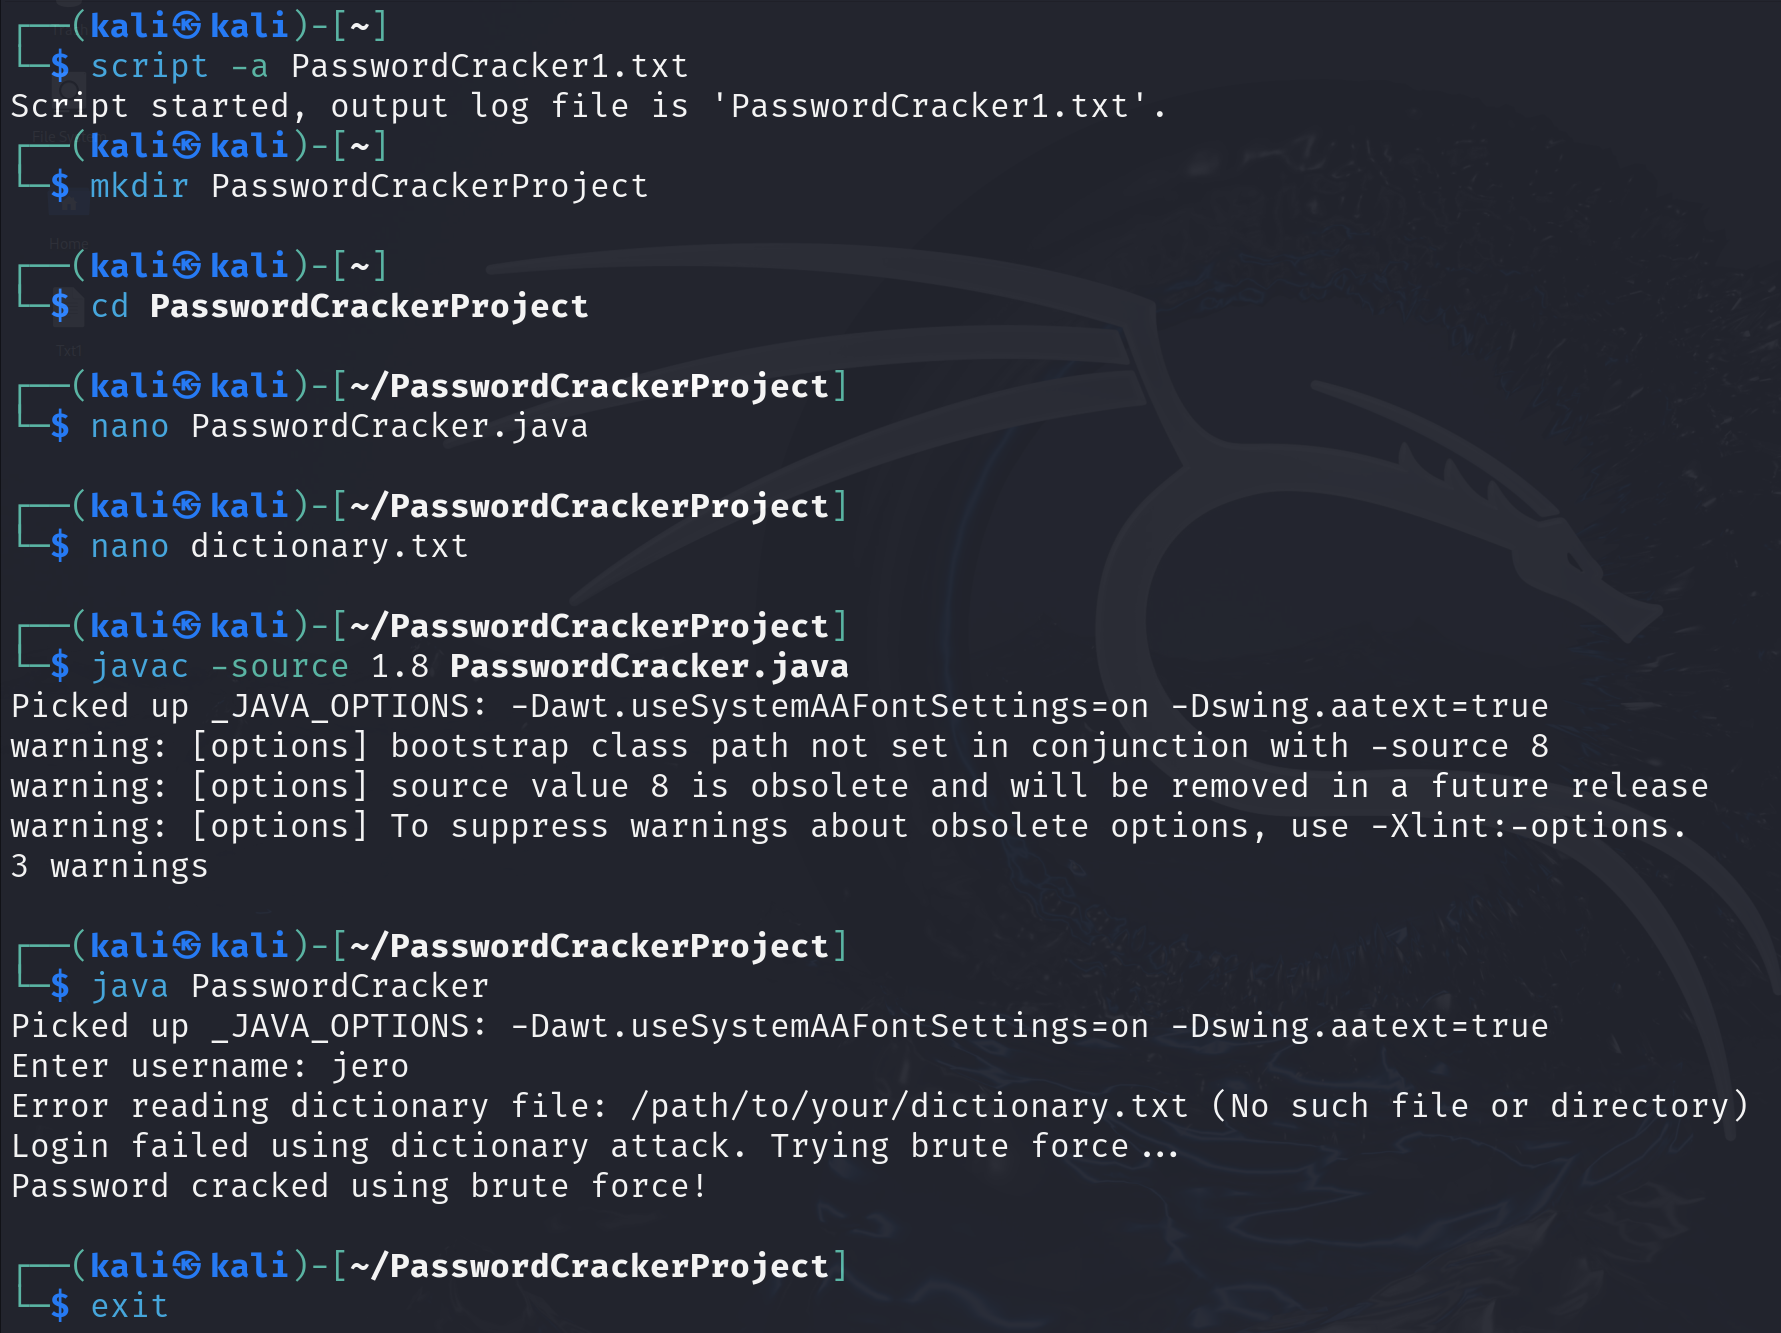 ┌──(kali㉿kali)-[~]
└─$ script -a PasswordCracker1.txt
Script started, output log file is 'PasswordCracker1.txt'.
┌──(kali㉿kali)-[~]
└─$ mkdir PasswordCrackerProject
┌──(kali㉿kali)-[~]
└─$ cd PasswordCrackerProject
┌──(kali㉿kali)-[~/PasswordCrackerProject]
└─$ nano PasswordCracker.java
┌──(kali㉿kali)-[~/PasswordCrackerProject]
└─$ nano dictionary.txt
┌──(kali㉿kali)-[~/PasswordCrackerProject]
└─$ javac -source 1.8 PasswordCracker.java
Picked up _JAVA_OPTIONS: -Dawt.useSystemAAFontSettings=on -Dswing.aatext=true
warning: [options] bootstrap class path not set in conjunction with -source 8
warning: [options] source value 8 is obsolete and will be removed in a future release
warning: [options] To suppress warnings about obsolete options, use -Xlint:-options.
3 warnings
┌──(kali㉿kali)-[~/PasswordCrackerProject]
└─$ java PasswordCracker
Picked up _JAVA_OPTIONS: -Dawt.useSystemAAFontSettings=on -Dswing.aatext=true
Enter username: jero
Error reading dictionary file: /path/to/your/dictionary.txt (No such file or directory)
Login failed using dictionary attack. Trying brute force...
Password cracked using brute force!
┌──(kali㉿kali)-[~/PasswordCrackerProject]
└─$ exit
File System
Home
Txt1